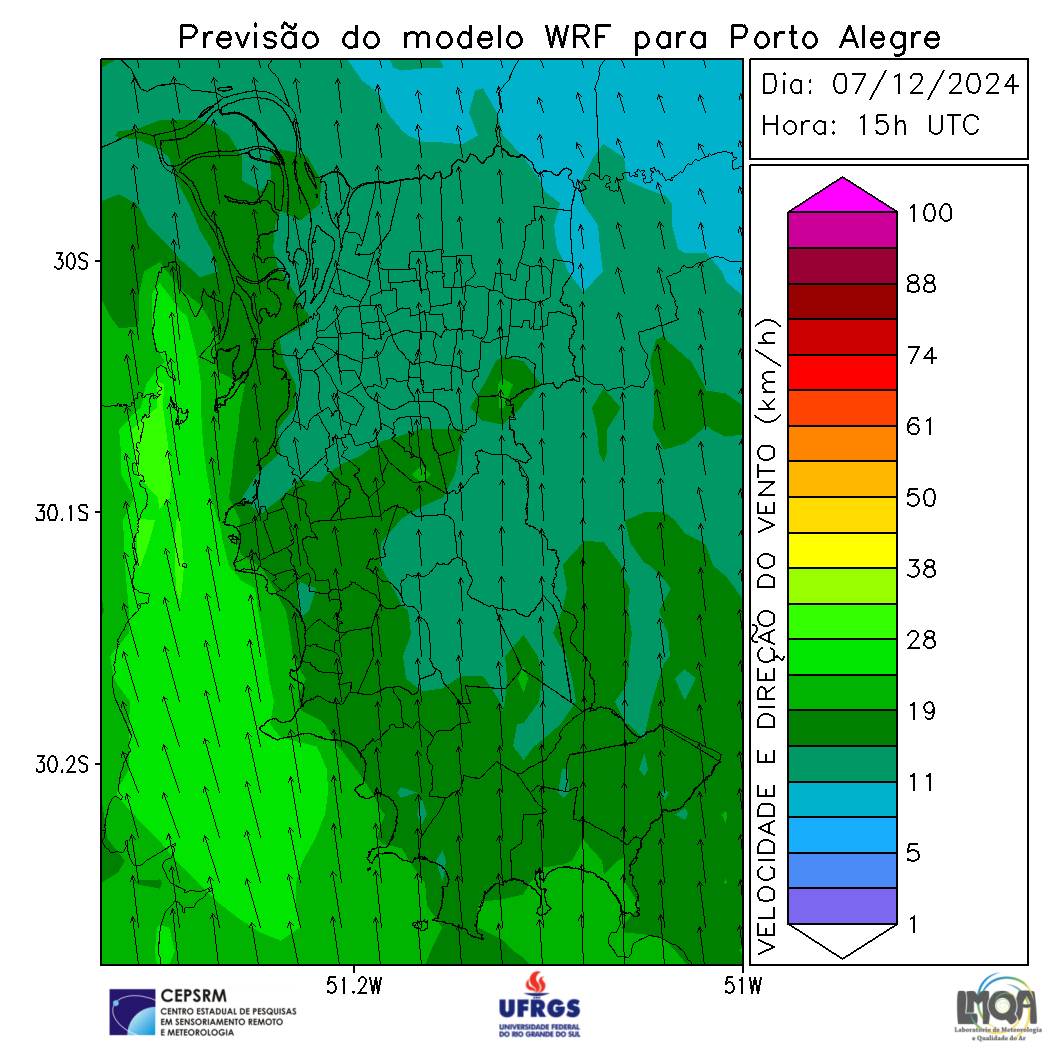 Previsão do modelo WRF para Porto Alegre
Dia: 07/12/2024
Hora: 15h UTC
30S
30.1S
30.2S
51.2W
51W
VELOCIDADE E DIREÇÃO DO VENTO (km/h)
100
88
74
61
50
38
28
19
11
5
1
CEPSRM
CENTRO ESTADUAL DE PESQUISAS
EM SENSORIAMENTO REMOTO
E METEOROLOGIA
UFRGS
UNIVERSIDADE FEDERAL
DO RIO GRANDE DO SUL
LMQA
Laboratório de Meteorologia
e Qualidade do Ar